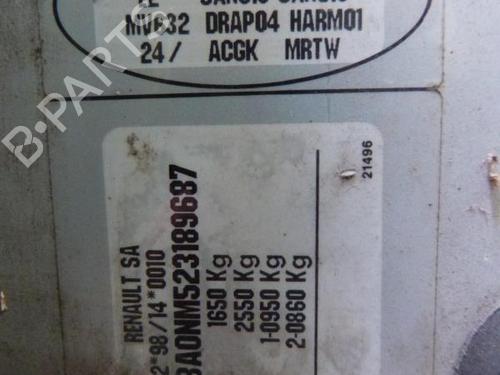 MV632 DRAP04 HARM01
24/ ACGK MRTW
21496
RENAULT SA
2*98/14*0010
BA0NM523189687
1650 Kg
2550 Kg
1-0950 Kg
2-0860 Kg
B-PARTS